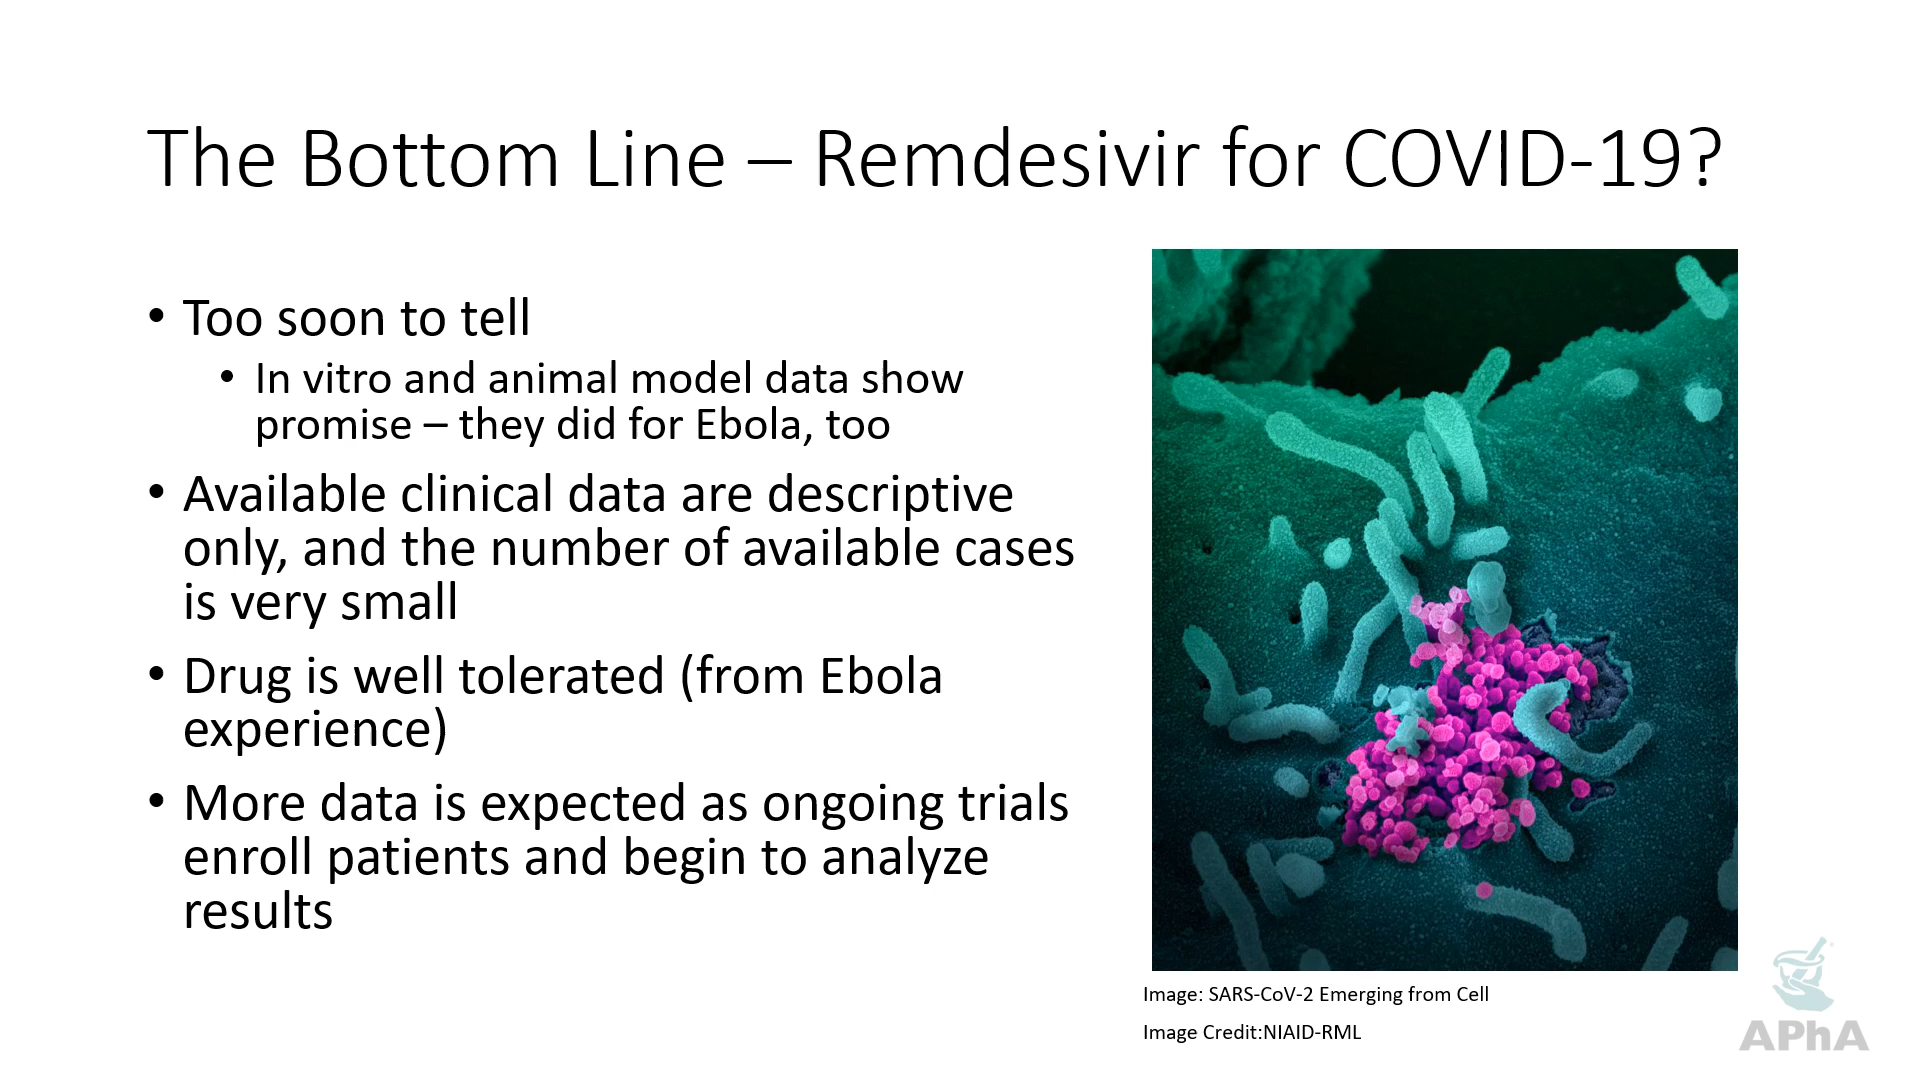 The Bottom Line – Remdesivir for COVID-19?
• Too soon to tell
• In vitro and animal model data show
promise – they did for Ebola, too
• Available clinical data are descriptive
only, and the number of available cases
is very small
• Drug is well tolerated (from Ebola
experience)
• More data is expected as ongoing trials
enroll patients and begin to analyze
results
Image: SARS-CoV-2 Emerging from Cell
Image Credit:NIAID-RML
APhA